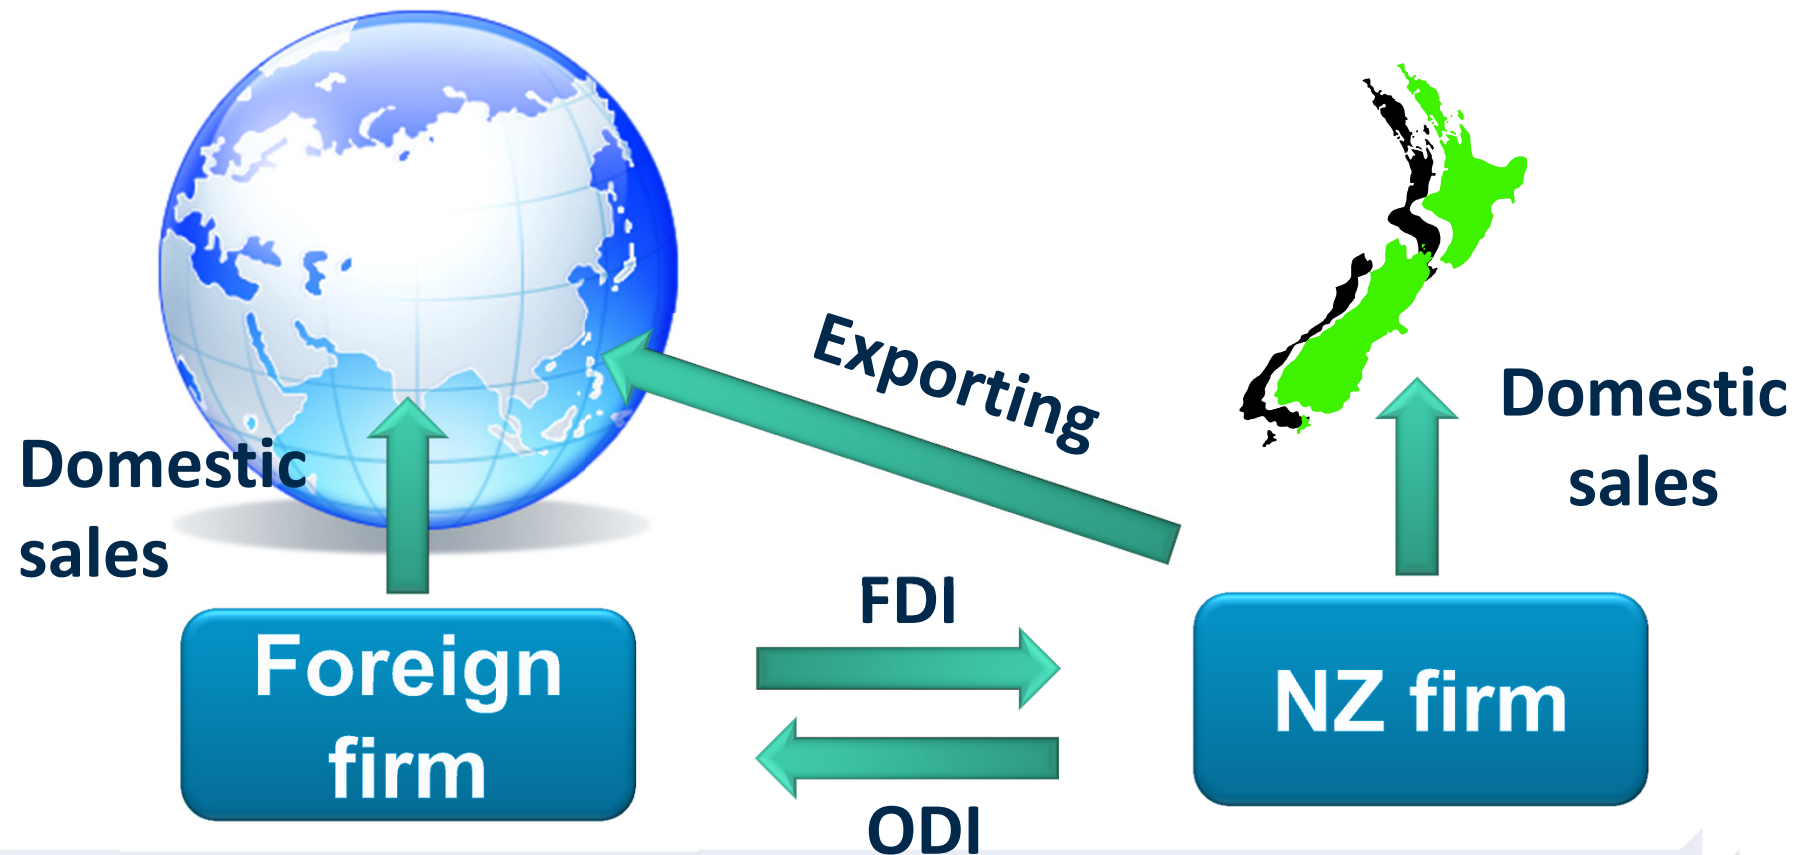 Exporting
Domestic
sales
Domestic
sales
FDI
Foreign
firm
NZ firm
ODI